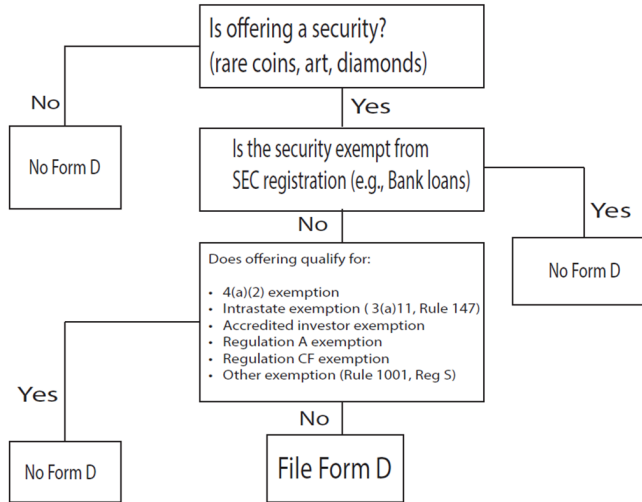 Is offering a security?
(rare coins, art, diamonds)
No
Yes
No Form D
Is the security exempt from
SEC registration (e.g., Bank loans)
Yes
No
No Form D
Does offering qualify for:
• 4(a)(2) exemption
• Intrastate exemption ( 3(a)11, Rule 147)
• Accredited investor exemption
• Regulation A exemption
• Regulation CF exemption
• Other exemption (Rule 1001, Reg S)
Yes
No
No Form D
File Form D